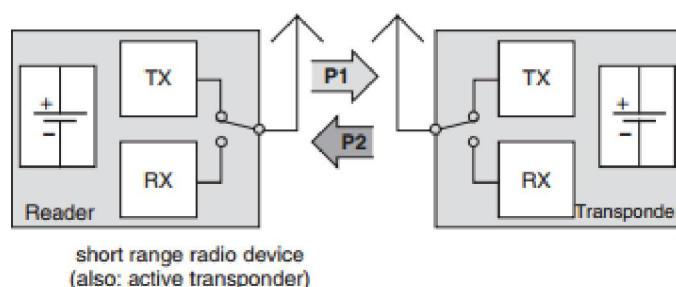 TX
P1
TX
+
−
+
−
P2
RX
RX
Reader
Transponde
short range radio device
(also: active transponder)